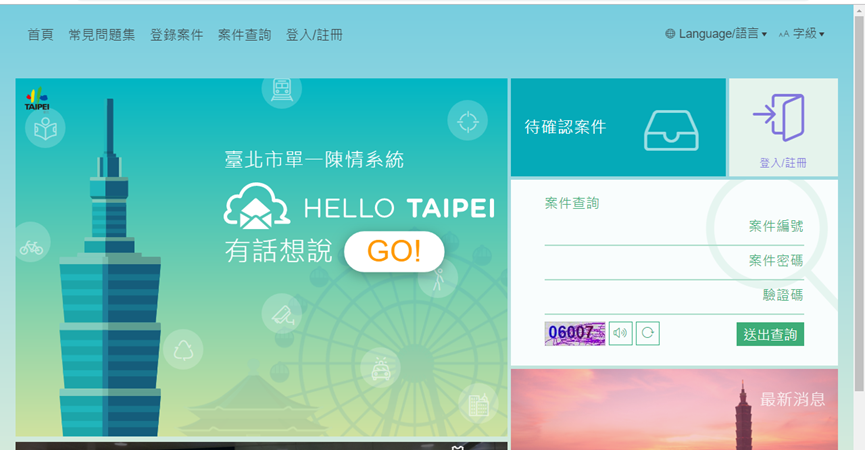 首頁 常見問題集 登錄案件 案件查詢 登入/註冊
Language/語言 AA 字級
TAIPEI
臺北市單一陳情系統
HELLO TAIPEI
有話想說 GO!
待確認案件
登入/註冊
案件查詢
案件編號
案件密碼
驗證碼
06007
送出查詢
最新消息